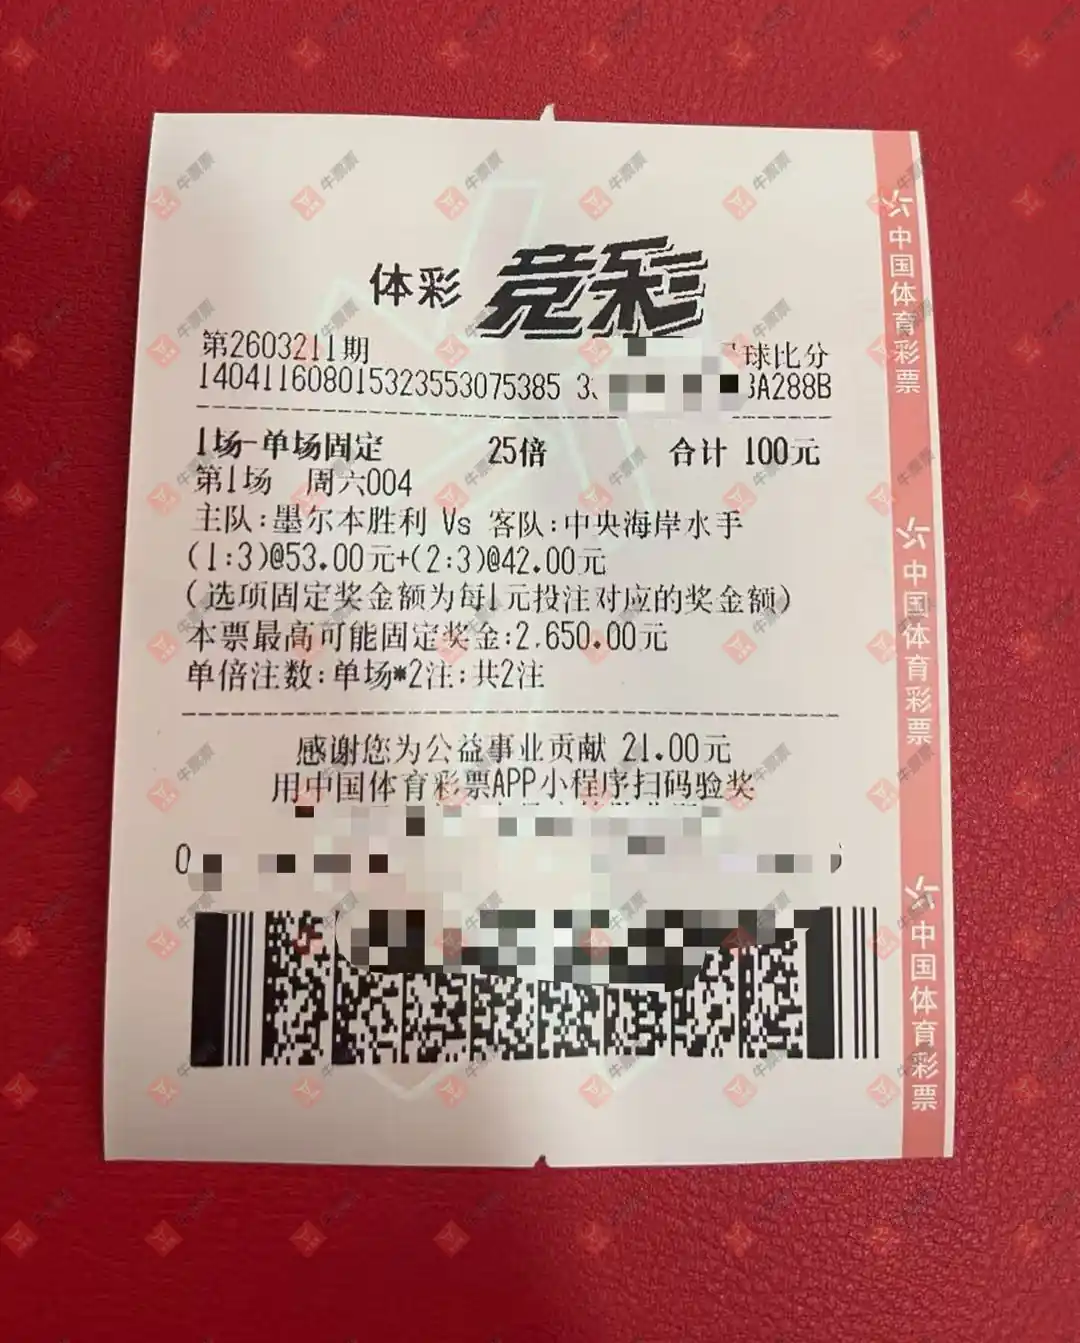 体彩 竞彩
第2603211期 球比分
140411608015323553075385 3 BA288B
1场-单场固定 25倍 合计 100元
第1场 周六004
主队:墨尔本胜利 Vs 客队:中央海岸水手
(1:3)@53.00元+(2:3)@42.00元
(选项固定奖金额为每1元投注对应的奖金额)
本票最高可能固定奖金:2,650.00元
单倍注数:单场*2注:共2注
感谢您为公益事业贡献 21.00元
用中国体育彩票APP小程序扫码验奖
0
中国体育彩票
中国体育彩票
中国体育彩票
牛票票